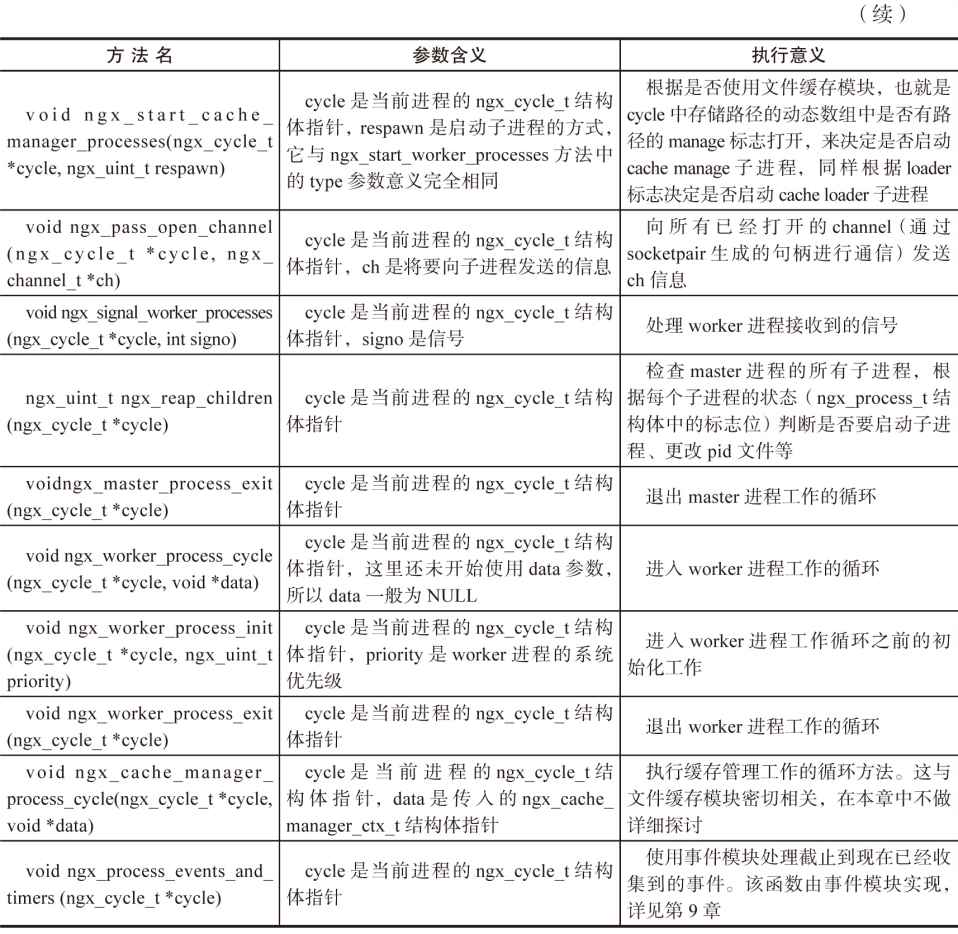 （续）
方 法 名
参数含义
执行意义
void ngx_start_cache_
manager_processes(ngx_cycle_t
*cycle, ngx_uint_t respawn)
cycle 是当前进程的 ngx_cycle_t 结构
体指针，respawn 是启动子进程的方式，
它与 ngx_start_worker_processes 方法中
的 type 参数意义完全相同
根据是否使用文件缓存模块，也就是
cycle 中存储路径的动态数组中是否有路
径的 manage 标志打开，来决定是否启动
cache manage 子进程，同样根据 loader
标志决定是否启动 cache loader 子进程
void ngx_pass_open_channel
(ngx_cycle_t *cycle, ngx_
channel_t *ch)
cycle 是当前进程的 ngx_cycle_t 结构
体指针，ch 是将要向子进程发送的信息
向所有已经打开的 channel（通过
socketpair 生成的句柄进行通信）发送
ch 信息
void ngx_signal_worker_processes
(ngx_cycle_t *cycle, int signo)
cycle 是当前进程的 ngx_cycle_t 结构
体指针，signo 是信号
处理 worker 进程接收到的信号
ngx_uint_t ngx_reap_children
(ngx_cycle_t *cycle)
cycle 是当前进程的 ngx_cycle_t 结构
体指针
检查 master 进程的所有子进程，根
据每个子进程的状态（ngx_process_t 结
构体中的标志位）判断是否要启动子进
程、更改 pid 文件等
voidngx_master_process_exit
(ngx_cycle_t *cycle)
cycle 是当前进程的 ngx_cycle_t 结构
体指针
退出 master 进程工作的循环
void ngx_worker_process_cycle
(ngx_cycle_t *cycle, void *data)
cycle 是当前进程的 ngx_cycle_t 结构
体指针，这里还未开始使用 data 参数，
所以 data 一般为 NULL
进入 worker 进程工作的循环
void ngx_worker_process_init
(ngx_cycle_t *cycle, ngx_uint_t
priority)
cycle 是当前进程的 ngx_cycle_t 结构
体指针，priority 是 worker 进程的系统
优先级
进入 worker 进程工作循环之前的初
始化工作
void ngx_worker_process_exit
(ngx_cycle_t *cycle)
cycle 是当前进程的 ngx_cycle_t 结构
体指针
退出 worker 进程工作的循环
void ngx_cache_manager_
process_cycle(ngx_cycle_t *cycle,
void *data)
cycle 是当前进程的 ngx_cycle_t 结
构体指针，data 是传入的 ngx_cache_
manager_ctx_t 结构体指针
执行缓存管理工作的循环方法。这与
文件缓存模块密切相关，在本章中不做
详细探讨
void ngx_process_events_and_
timers (ngx_cycle_t *cycle)
cycle 是当前进程的 ngx_cycle_t 结构
体指针
使用事件模块处理截止到现在已经收
集到的事件。该函数由事件模块实现，
详见第 9 章